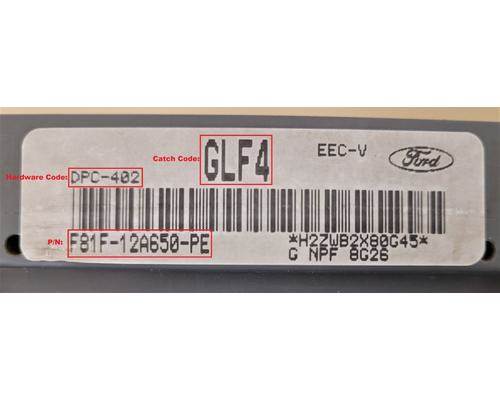 Catch Code:
GLF4
EEC-V
Ford
Hardware Code:
DPC-402
P/N:
F81F-12A650-PE
*H2ZWB2X80G45*
G NPF 8G26